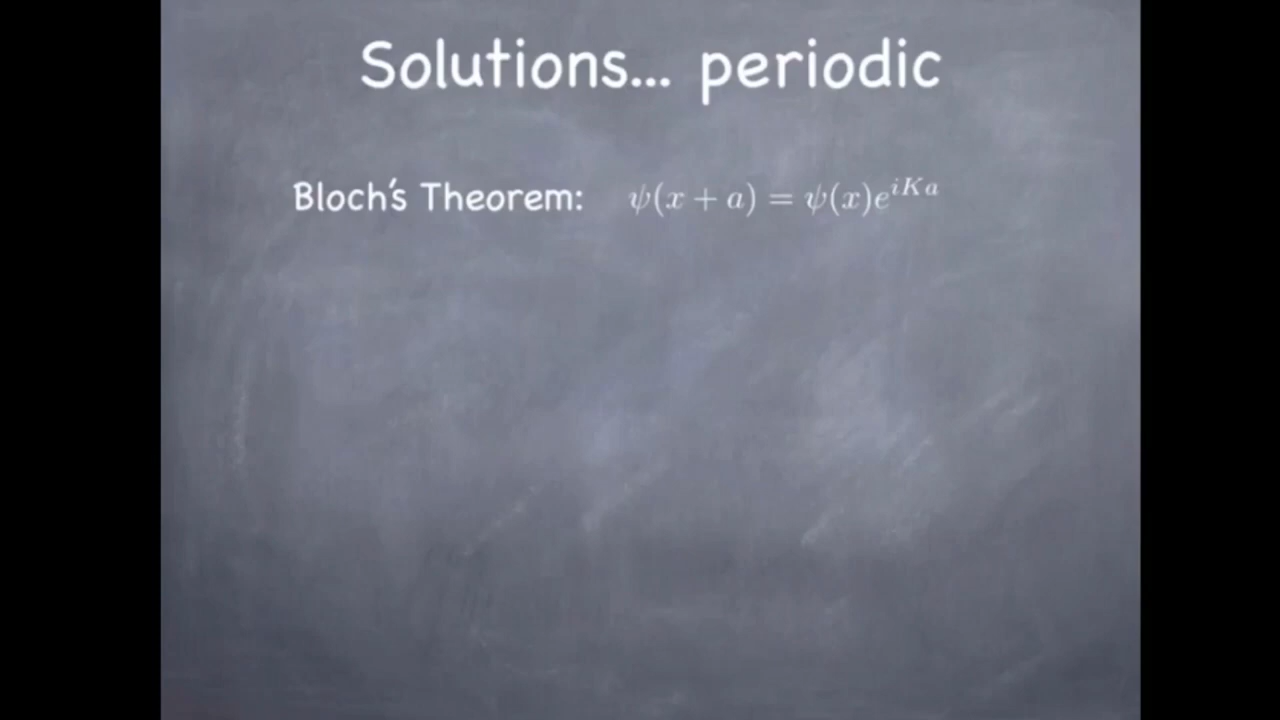 Solutions... periodic
Bloch's Theorem: ψ(x + a) = ψ(x)e^{iKa}